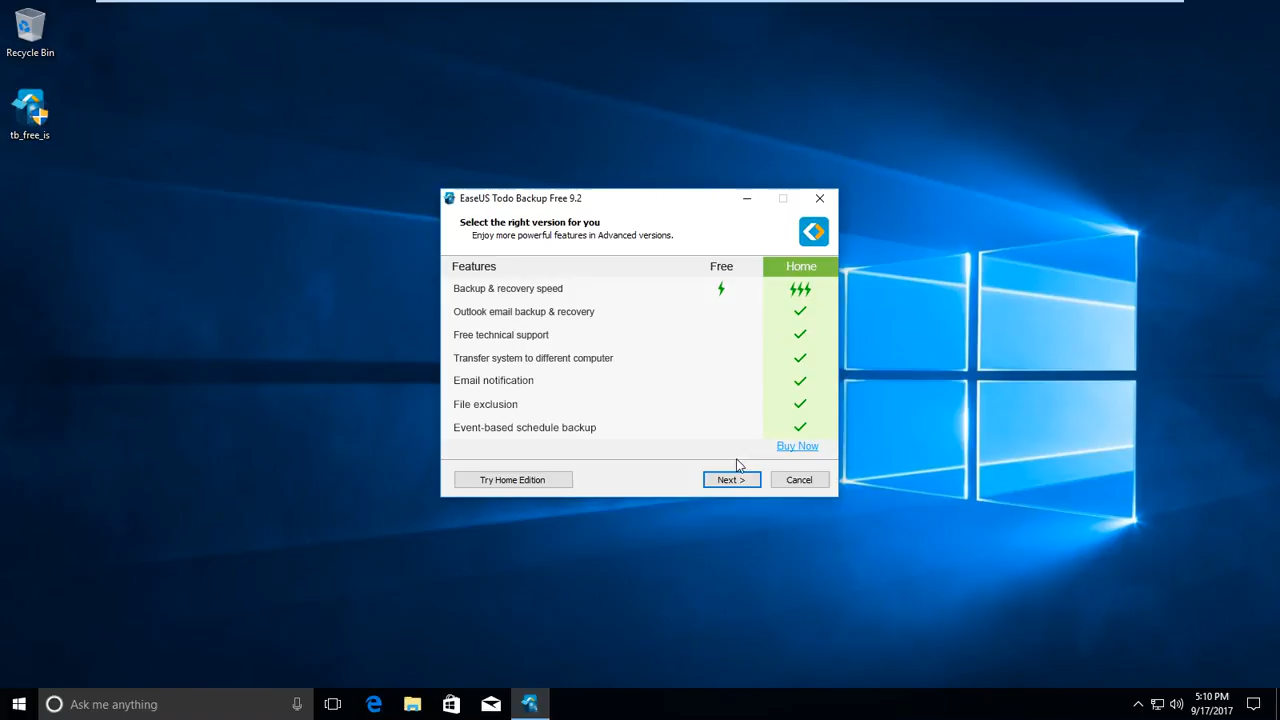 Recycle Bin
tb_free_is
EaseUS Todo Backup Free 9.2
Select the right version for you
Enjoy more powerful features in Advanced versions.
Features Free Home
Backup & recovery speed
Outlook email backup & recovery
Free technical support
Transfer system to different computer
Email notification
File exclusion
Event-based schedule backup
Buy Now
Try Home Edition Next > Cancel
Ask me anything
5:10 PM
9/17/2017